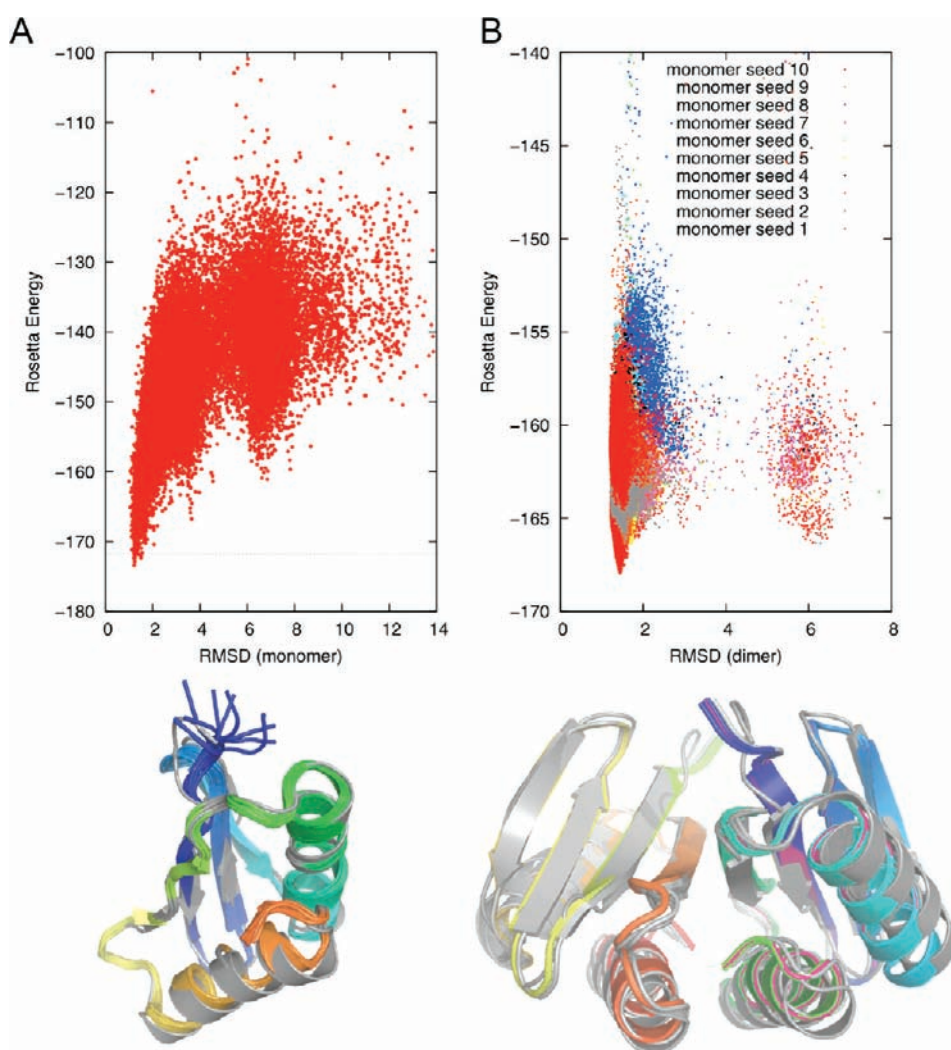 A
−100
−110
−120
−130
−140
−150
−160
−170
−180
Rosetta Energy
0 2 4 6 8 10 12 14
RMSD (monomer)
B
−140
−145
−150
−155
−160
−165
−170
Rosetta Energy
monomer seed 10
monomer seed 9
monomer seed 8
monomer seed 7
monomer seed 6
monomer seed 5
monomer seed 4
monomer seed 3
monomer seed 2
monomer seed 1
0 2 4 6 8
RMSD (dimer)